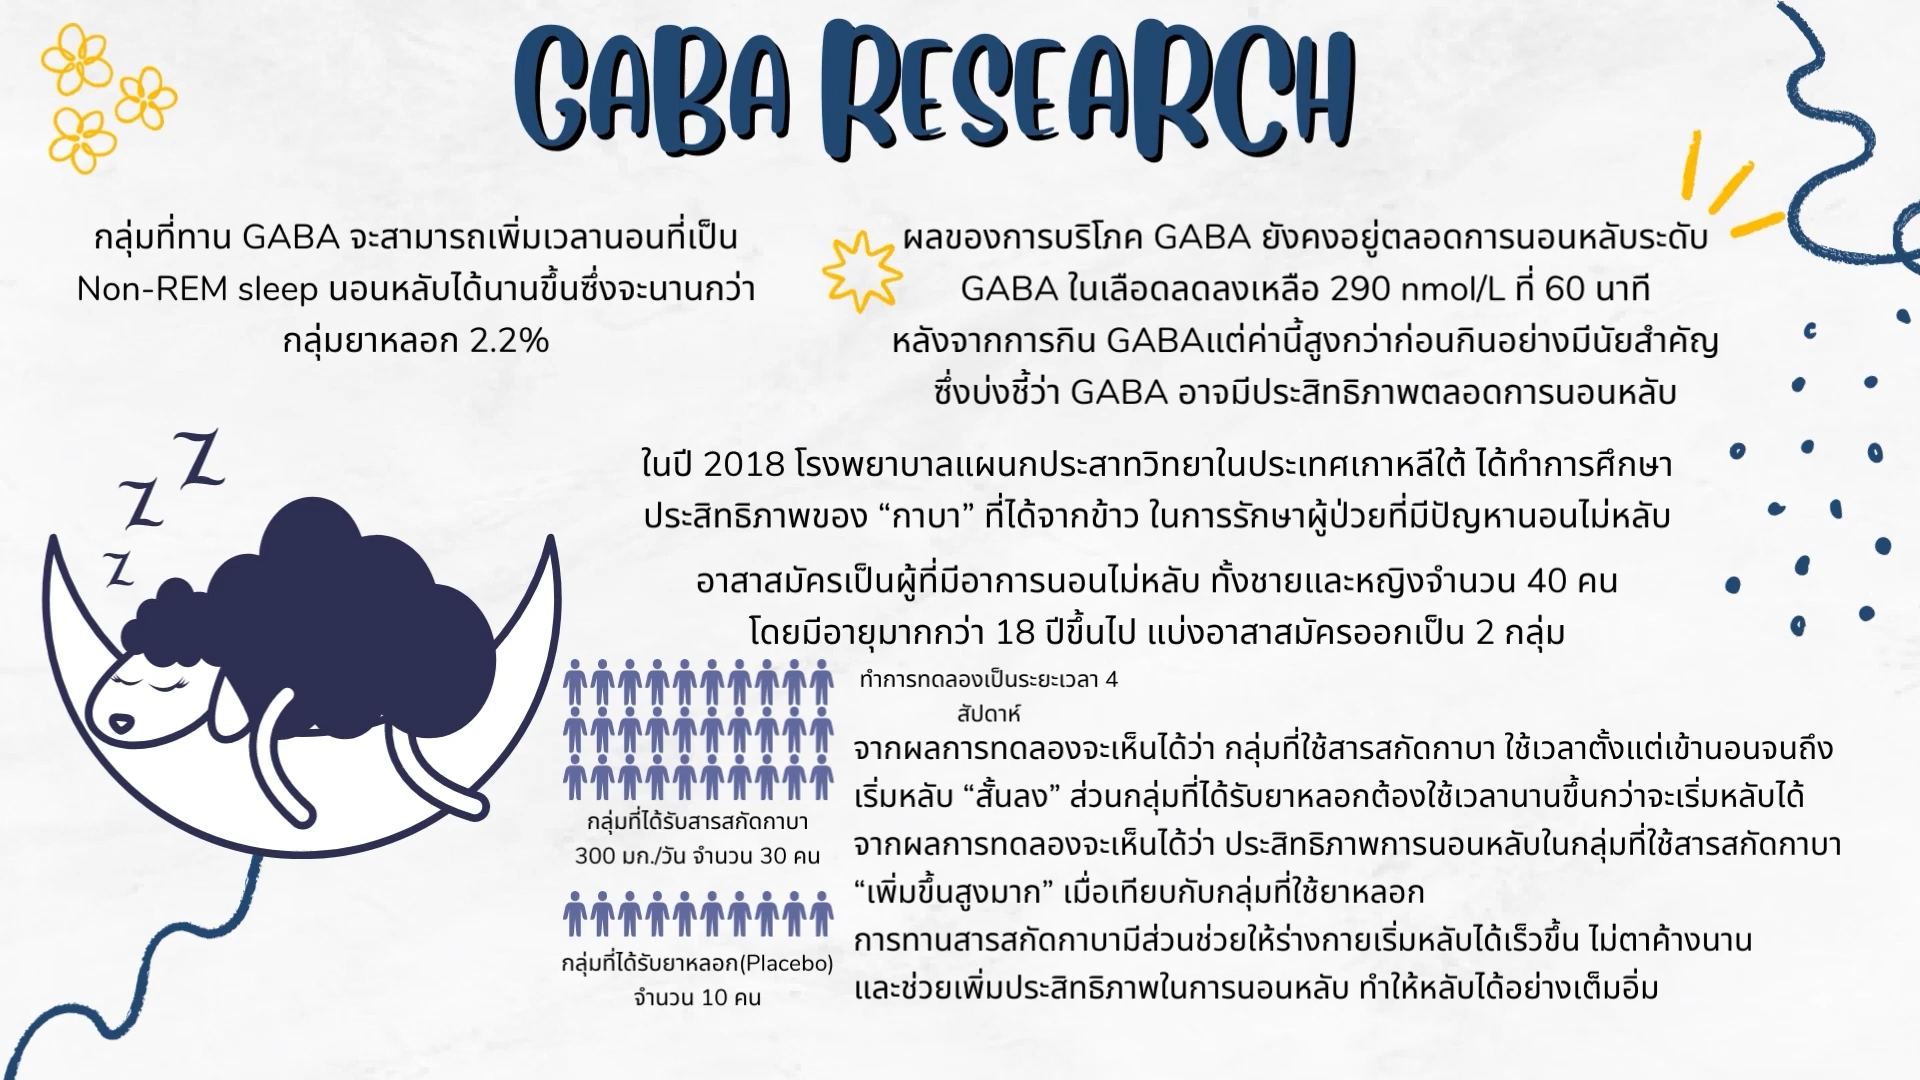 GABA RESEARCH
กลุ่มที่ทาน GABA จะสามารถเพิ่มเวลานอนที่เป็น
Non-REM sleep นอนหลับได้นานขึ้นซึ่งจะนานกว่า
กลุ่มยาหลอก 2.2%
ผลของการบริโภค GABA ยังคงอยู่ตลอดการนอนหลับระดับ
GABA ในเลือดลดลงเหลือ 290 nmol/L ที่ 60 นาที
หลังจากการกิน GABAแต่ค่านี้สูงกว่าก่อนกินอย่างมีนัยสำคัญ
ซึ่งบ่งชี้ว่า GABA อาจมีประสิทธิภาพตลอดการนอนหลับ
ในปี 2018 โรงพยาบาลแผนกประสาทวิทยาในประเทศเกาหลีใต้ ได้ทำการศึกษา
ประสิทธิภาพของ “กาบา” ที่ได้จากข้าว ในการรักษาผู้ป่วยที่มีปัญหานอนไม่หลับ
อาสาสมัครเป็นผู้ที่มีอาการนอนไม่หลับ ทั้งชายและหญิงจำนวน 40 คน
โดยมีอายุมากกว่า 18 ปีขึ้นไป แบ่งอาสาสมัครออกเป็น 2 กลุ่ม
Z
Z
Z
ทำการทดลองเป็นระยะเวลา 4
สัปดาห์
กลุ่มที่ได้รับสารสกัดกาบา
300 มก./วัน จำนวน 30 คน
กลุ่มที่ได้รับยาหลอก(Placebo)
จำนวน 10 คน
จากผลการทดลองจะเห็นได้ว่า กลุ่มที่ใช้สารสกัดกาบา ใช้เวลาตั้งแต่เข้านอนจนถึง
เริ่มหลับ “สั้นลง” ส่วนกลุ่มที่ได้รับยาหลอกต้องใช้เวลานานขึ้นกว่าจะเริ่มหลับได้
จากผลการทดลองจะเห็นได้ว่า ประสิทธิภาพการนอนหลับในกลุ่มที่ใช้สารสกัดกาบา
“เพิ่มขึ้นสูงมาก” เมื่อเทียบกับกลุ่มที่ใช้ยาหลอก
การทานสารสกัดกาบามีส่วนช่วยให้ร่างกายเริ่มหลับได้เร็วขึ้น ไม่ตาค้างนาน
และช่วยเพิ่มประสิทธิภาพในการนอนหลับ ทำให้หลับได้อย่างเต็มอิ่ม